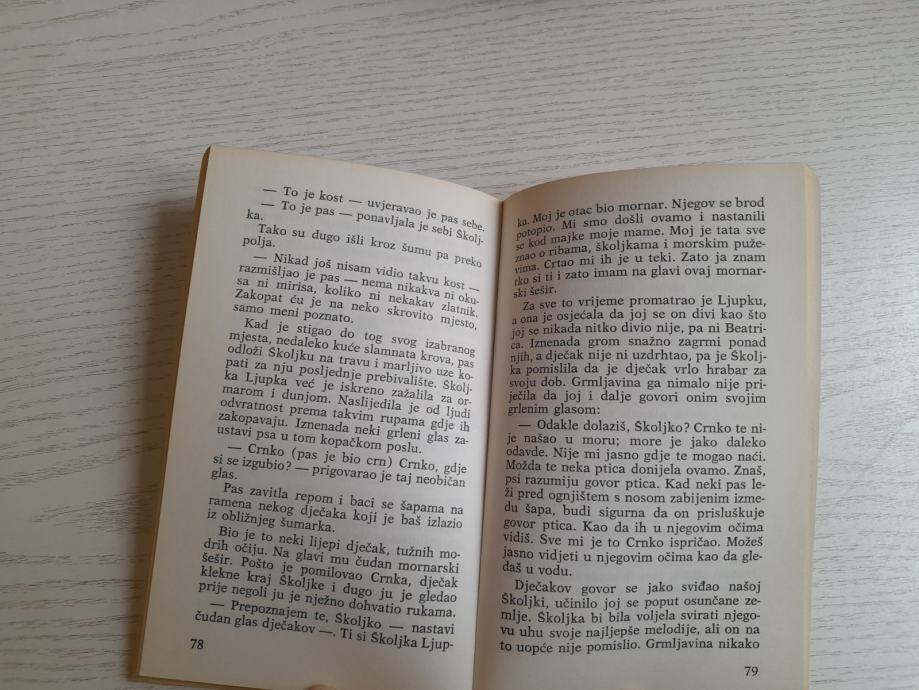 — To je kost — uvjeravao je pas sebe.
— To je pas — ponavljala je sebi Školj-
ka.
Tako su dugo išli kroz šumu pa preko
polja.
— Nikad još nisam vidio takvu kost —
razmišljao je pas — nema nikakva ni oku-
sa ni mirisa, koliko ni nekakav zlatnik.
Zakopat ću je na neko skrovito mjesto,
samo meni poznato.
Kad je stigao do tog svog izabranog
mjesta, nedaleko kuće slamnata krova, pas
odloži Školjku na travu i marljivo uze ko-
pati za nju posljednje prebivalište. Školj-
ka Ljupka već je iskreno zažalila za or-
marom i dunjom. Naslijedila je od ljudi
odvratnost prema takvim rupama gdje ih
zakopavaju. Iznenada neki grleni glas za-
ustavi psa u tom kopačkom poslu.
— Crnko (pas je bio crn) Crnko, gdje
si se izgubio? — prigovarao je taj neobičan
glas.
Pas zavitla repom i baci se šapama na
ramena nekog dječaka koji je baš izlazio
iz obližnjeg šumarka.
Bio je to neki lijepi dječak, tužnih mo-
drih očiju. Na glavi mu čudan mornarski
šešir. Pošto je pomilovao Crnka, dječak
klekne kraj Školjke i dugo ju je gledao
prije negoli ju je nježno dohvatio rukama.
— Prepoznajem te, Školjko — nastavi
čudan glas dječakov —. Ti si Školjka Ljup-
78
ka. Moj je otac bio mornar. Njegov se brod
potopio. Mi smo došli ovamo i nastanili
se kod majke moje mame. Moj je tata sve
znao o ribama, školjkama i morskim puže-
vima. Crtao mi ih je u teki. Zato ja znam
tko si ti i zato imam na glavi ovaj mornar-
ski šešir.
Za sve to vrijeme promatrao je Ljupku,
a ona je osjećala da joj se on divi kao što
joj se nikada nitko divio nije, pa ni Beatri-
ca. Iznenada grom snažno zagrmi ponad
njih, a dječak nije ni uzdrhtao, pa je Školj-
ka pomislila da je dječak vrlo hrabar za
svoju dob. Grmljavina ga nimalo nije pri-
ječila da joj i dalje govori onim svojim
grlenim glasom:
— Odakle dolaziš, Školjko? Crnko te ni-
je našao u moru; more je jako daleko
odavde. Nije mi jasno gdje te mogao naći.
Možda te neka ptica donijela ovamo. Znaš,
psi razumiju govor ptica. Kad neki pas le-
ži pred ognjištem s nosom zabijenim izme-
đu šapa, budi sigurna da on prisluškuje
govor ptica. Kao da ih u njegovim očima
vidiš. Sve mi je to Crnko ispričao. Možeš
jasno vidjeti u njegovim očima kao da gle-
daš u vodu.
Dječakov govor se jako sviđao našoj
Školjki, učinilo joj se poput osunčane ze-
mlje. Školjka bi bila voljela svirati njego-
vu uhu svoje najljepše melodije, ali on na
to uopće nije pomislio. Grmljavina nikako
79